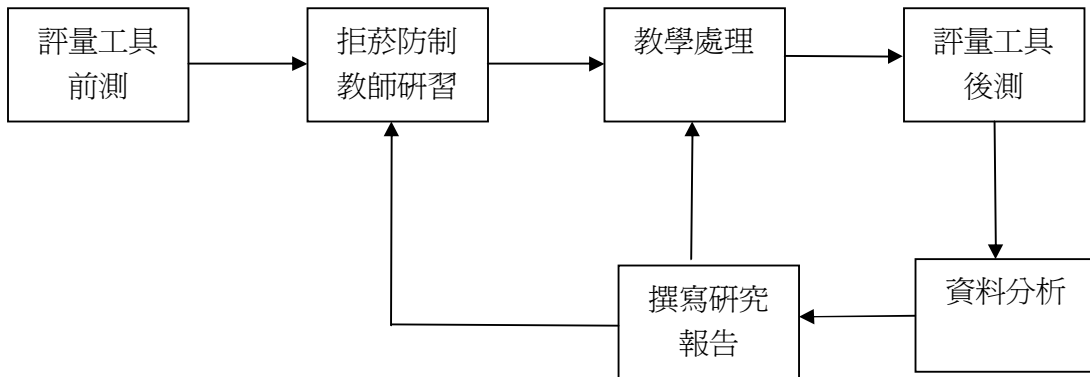 評量工具
前測
拒菸防制
教師研習
教學處理
評量工具
後測
資料分析
撰寫研究
報告